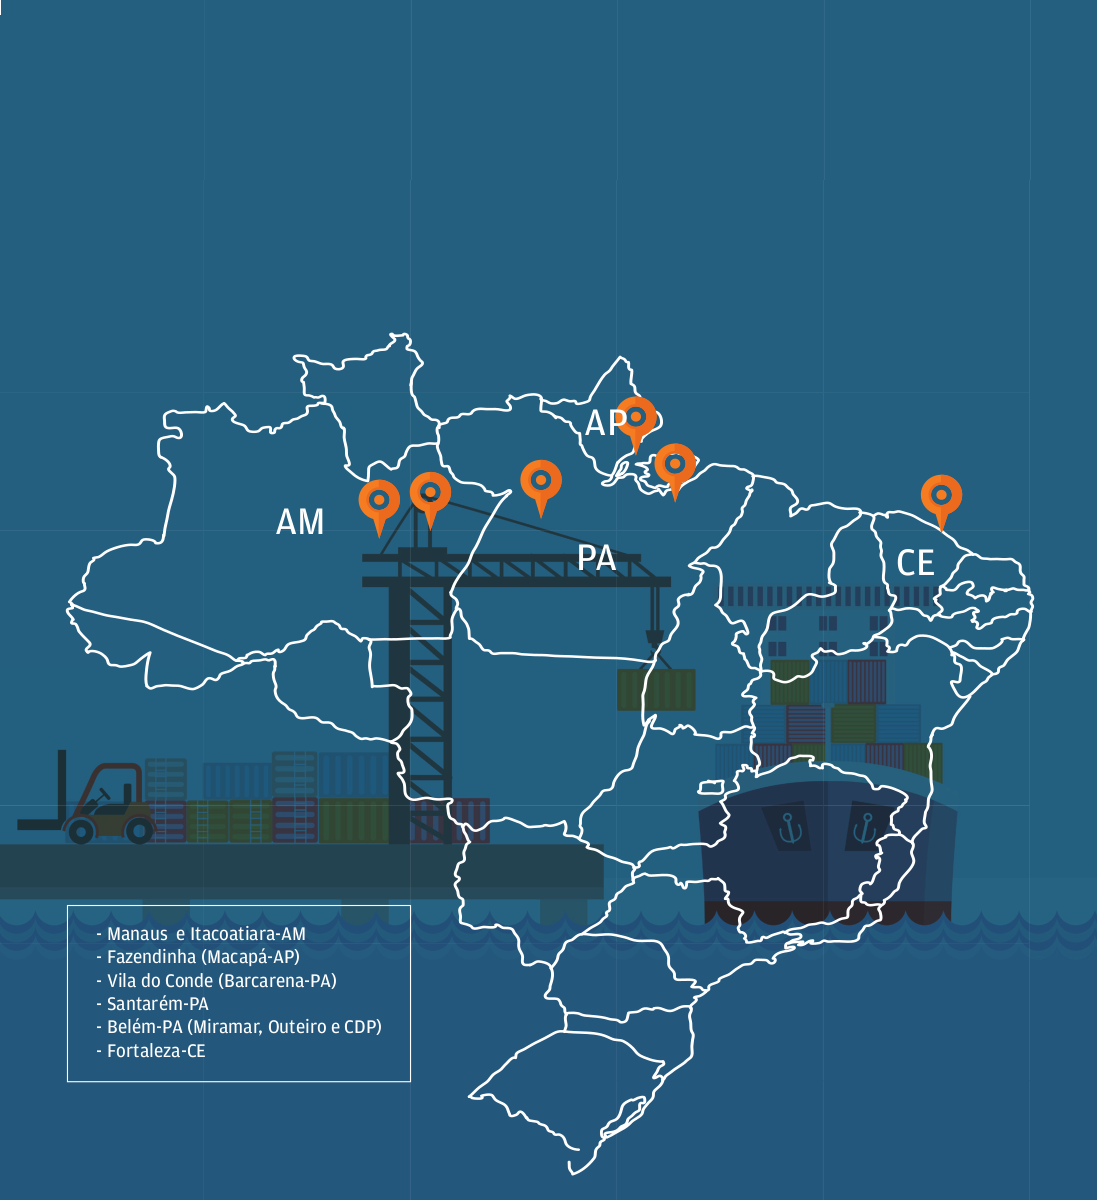 AP
AM
PA
CE
- Manaus e Itacoatiara-AM
- Fazendinha (Macapá-AP)
- Vila do Conde (Barcarena-PA)
- Santarém-PA
- Belém-PA (Miramar, Outeiro e CDP)
- Fortaleza-CE